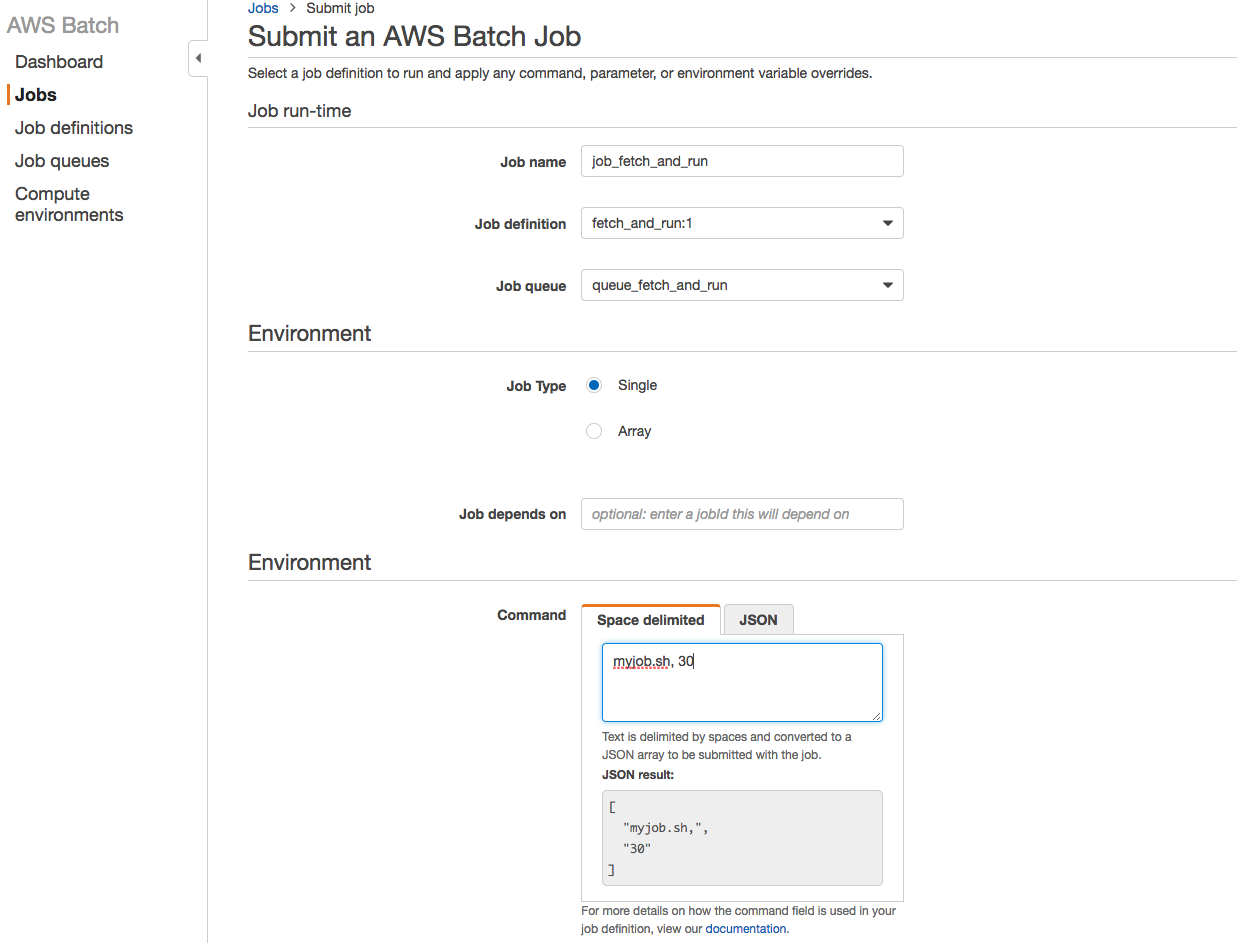 AWS Batch
Dashboard
Jobs
Job definitions
Job queues
Compute
environments
Jobs > Submit job
Submit an AWS Batch Job
Select a job definition to run and apply any command, parameter, or environment variable overrides.
Job run-time
Job name job_fetch_and_run
Job definition fetch_and_run:1
Job queue queue_fetch_and_run
Environment
Job Type Single
Array
Job depends on optional: enter a jobId this will depend on
Environment
Command Space delimited JSON
myjob.sh, 30
Text is delimited by spaces and converted to a
JSON array to be submitted with the job.
JSON result:
[
"myjob.sh,",
"30"
]
For more details on how the command field is used in your
job definition, view our documentation.